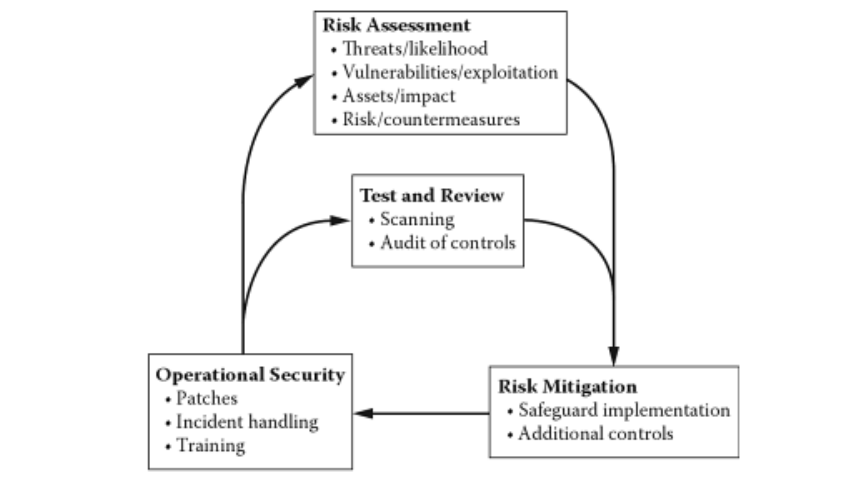 Risk Assessment
• Threats/likelihood
• Vulnerabilities/exploitation
• Assets/impact
• Risk/countermeasures
Test and Review
• Scanning
• Audit of controls
Operational Security
• Patches
• Incident handling
• Training
Risk Mitigation
• Safeguard implementation
• Additional controls